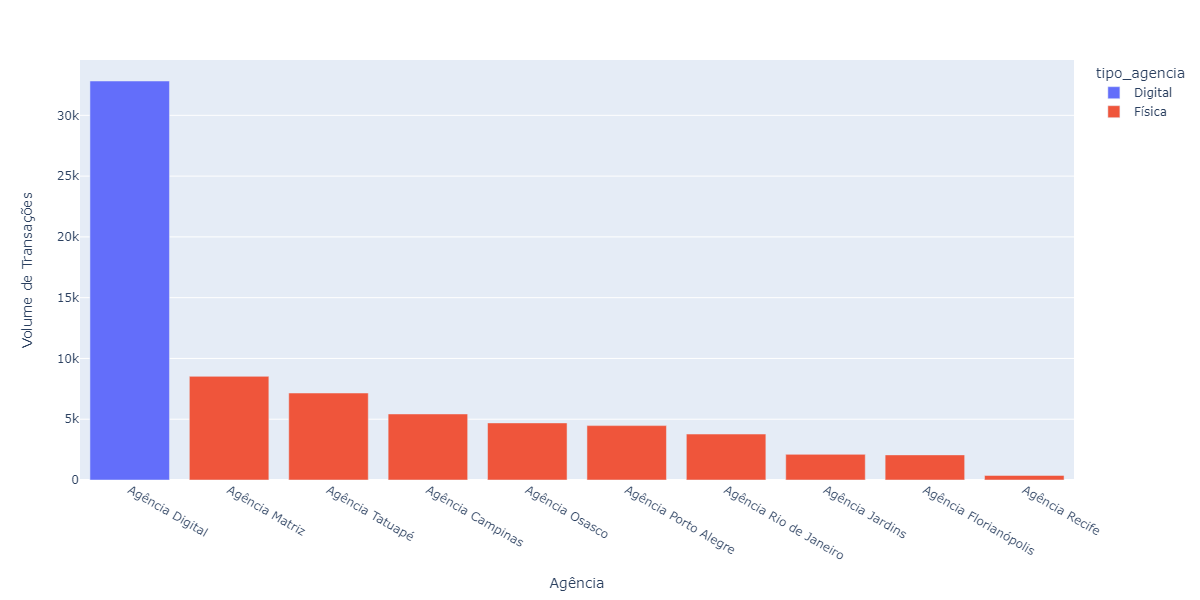 tipo_agencia
Digital
Física
Volume de Transações
30k
25k
20k
15k
10k
5k
0
Agência Digital
Agência Matriz
Agência Tatuapé
Agência Campinas
Agência Osasco
Agência Porto Alegre
Agência Rio de Janeiro
Agência Jardins
Agência Florianópolis
Agência Recife
Agência